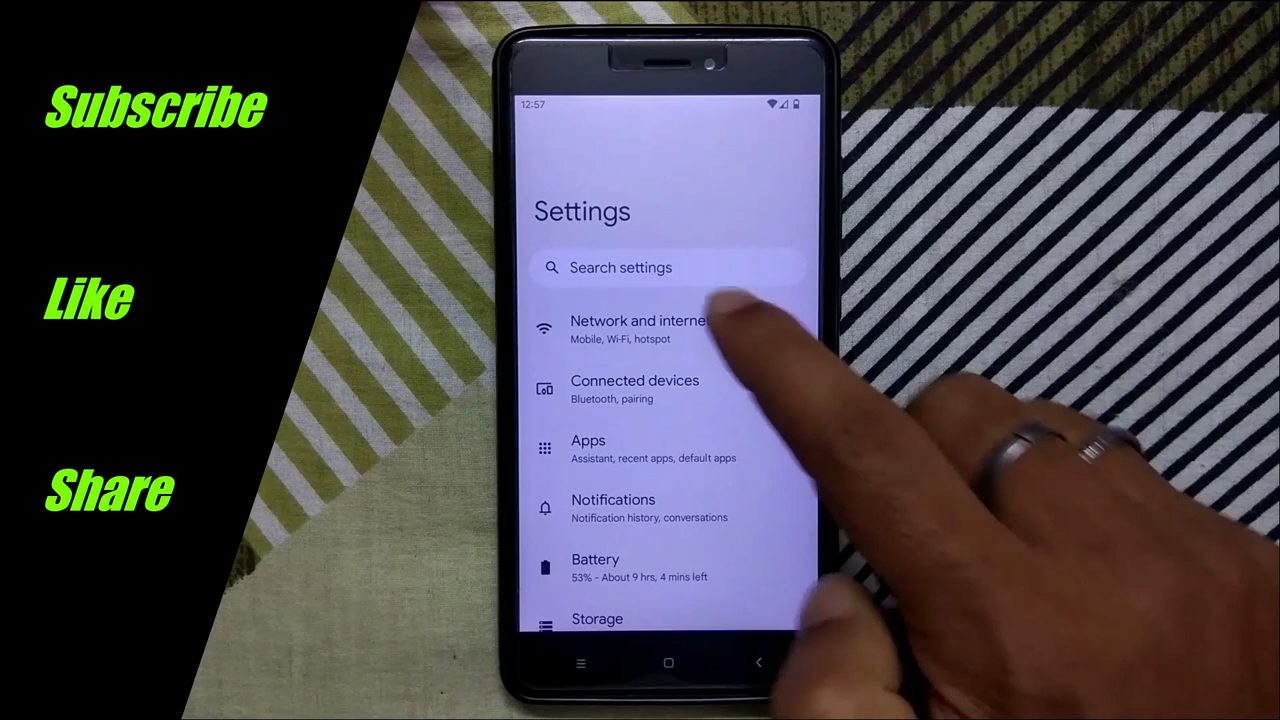 Subscribe
Like
Share
12:57
Settings
Search settings
Network and interne
Mobile, Wi-Fi, hotspot
Connected devices
Bluetooth, pairing
Apps
Assistant, recent apps, default apps
Notifications
Notification history, conversations
Battery
53% - About 9 hrs, 4 mins left
Storage